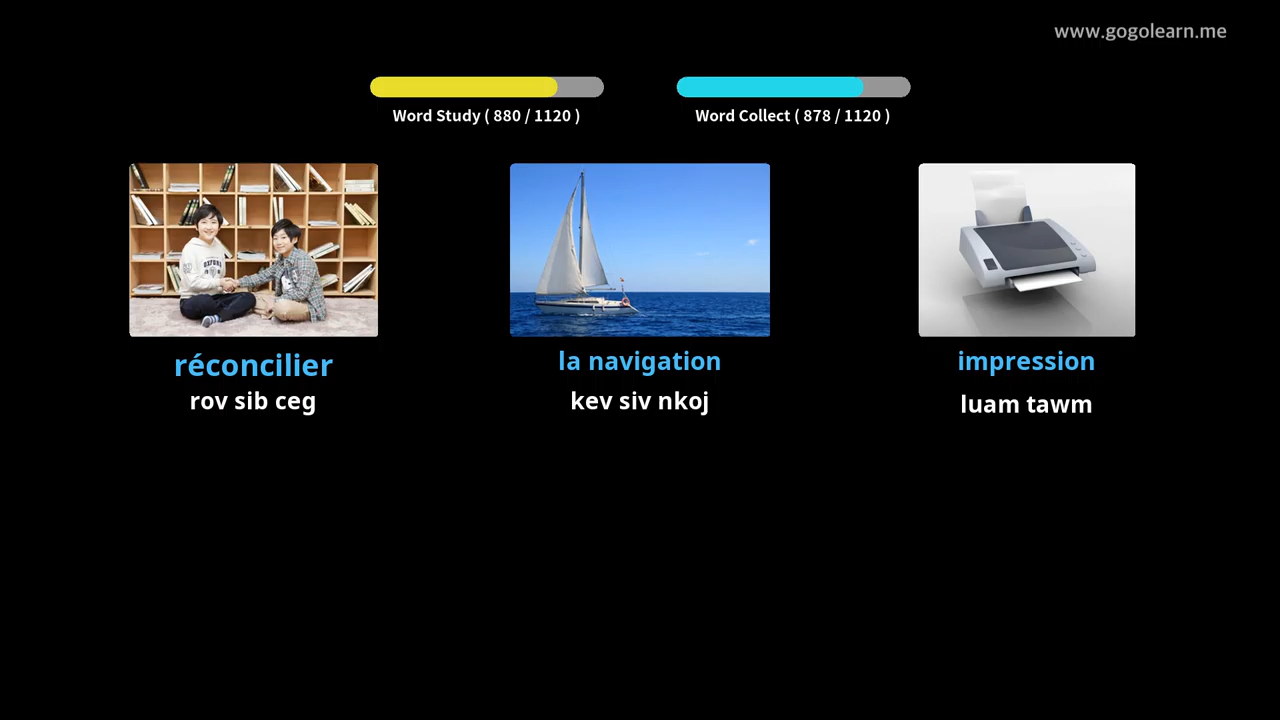 www.gogolearn.me
Word Study ( 880 / 1120 )
Word Collect ( 878 / 1120 )
OXFORD
réconcilier
la navigation
impression
rov sib ceg
kev siv nkoj
luam tawm